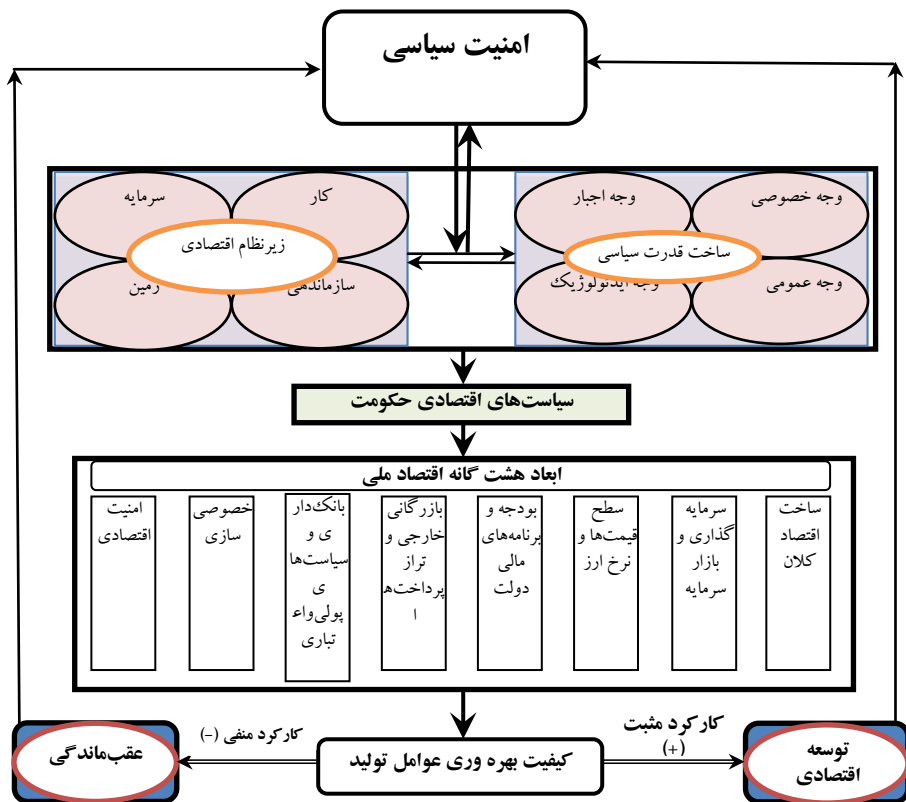 امنیت سیاسی
وجه خصوصی
وجه اجبار
ساخت قدرت سیاسی
وجه عمومی
وجه ایدئولوژیک
کار
سرمایه
زیرنظام اقتصادی
سازماندهی
زمین
سیاست‌های اقتصادی حکومت
ابعاد هشت گانه اقتصاد ملی
ساخت
اقتصاد
کلان
سرمایه
گذاری و
بازار
سرمایه
سطح
قیمت‌ها و
نرخ ارز
بودجه و
برنامه‌های
مالی
دولت
بازرگانی
خارجی و
تراز
پرداخت‌ه
ا
بانک‌دار
ی و
سیاست‌ها
ی
پولی‌واع
تباری
خصوصی
سازی
امنیت
اقتصادی
کارکرد مثبت
(+)
کارکرد منفی (-)
توسعه
اقتصادی
کیفیت بهره وری عوامل تولید
عقب‌ماندگی